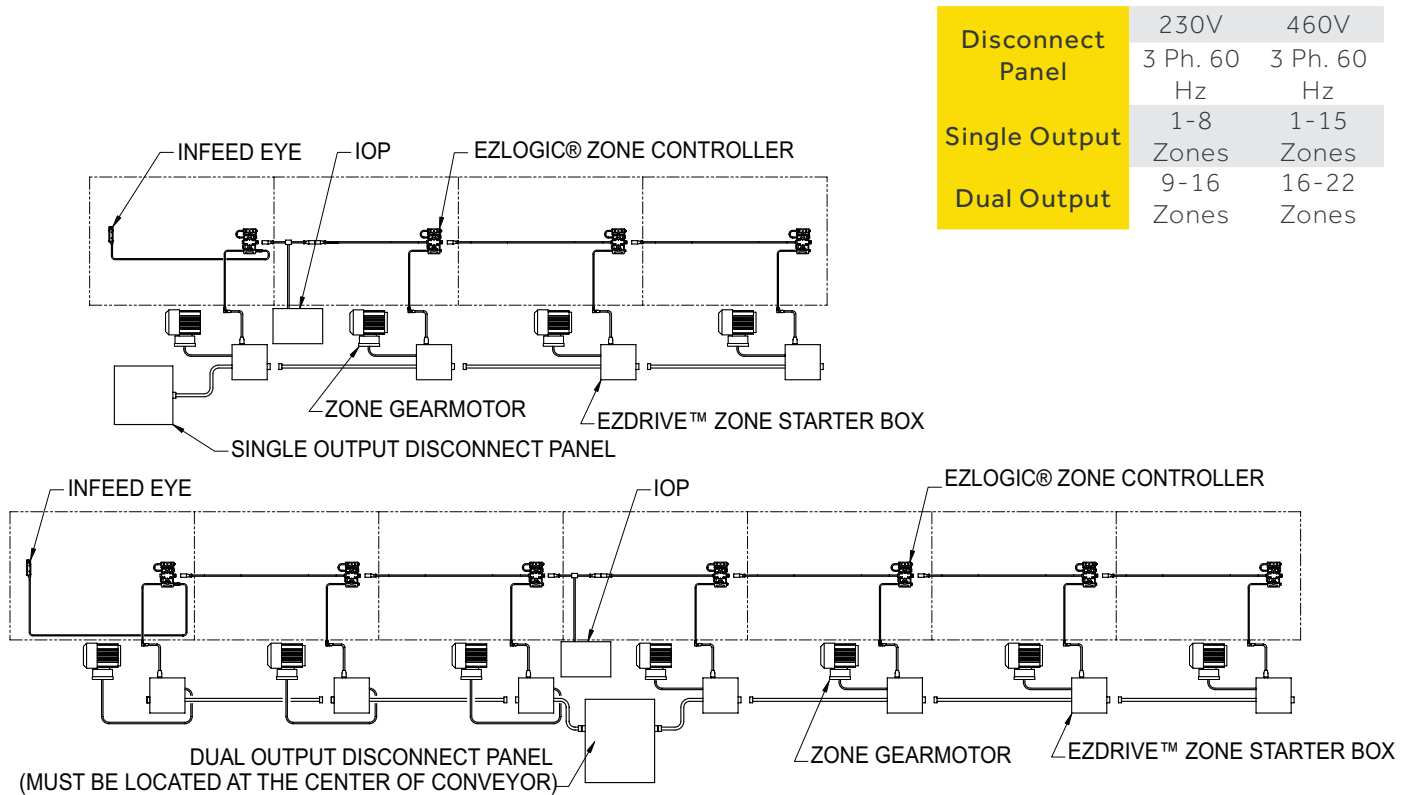 Disconnect Panel
230V
460V
3 Ph. 60 Hz
3 Ph. 60 Hz
Single Output
1-8 Zones
1-15 Zones
Dual Output
9-16 Zones
16-22 Zones
INFEED EYE
IOP
EZLOGIC® ZONE CONTROLLER
ZONE GEARMOTOR
EZDRIVE™ ZONE STARTER BOX
SINGLE OUTPUT DISCONNECT PANEL
INFEED EYE
IOP
EZLOGIC® ZONE CONTROLLER
DUAL OUTPUT DISCONNECT PANEL
(MUST BE LOCATED AT THE CENTER OF CONVEYOR)
ZONE GEARMOTOR
EZDRIVE™ ZONE STARTER BOX